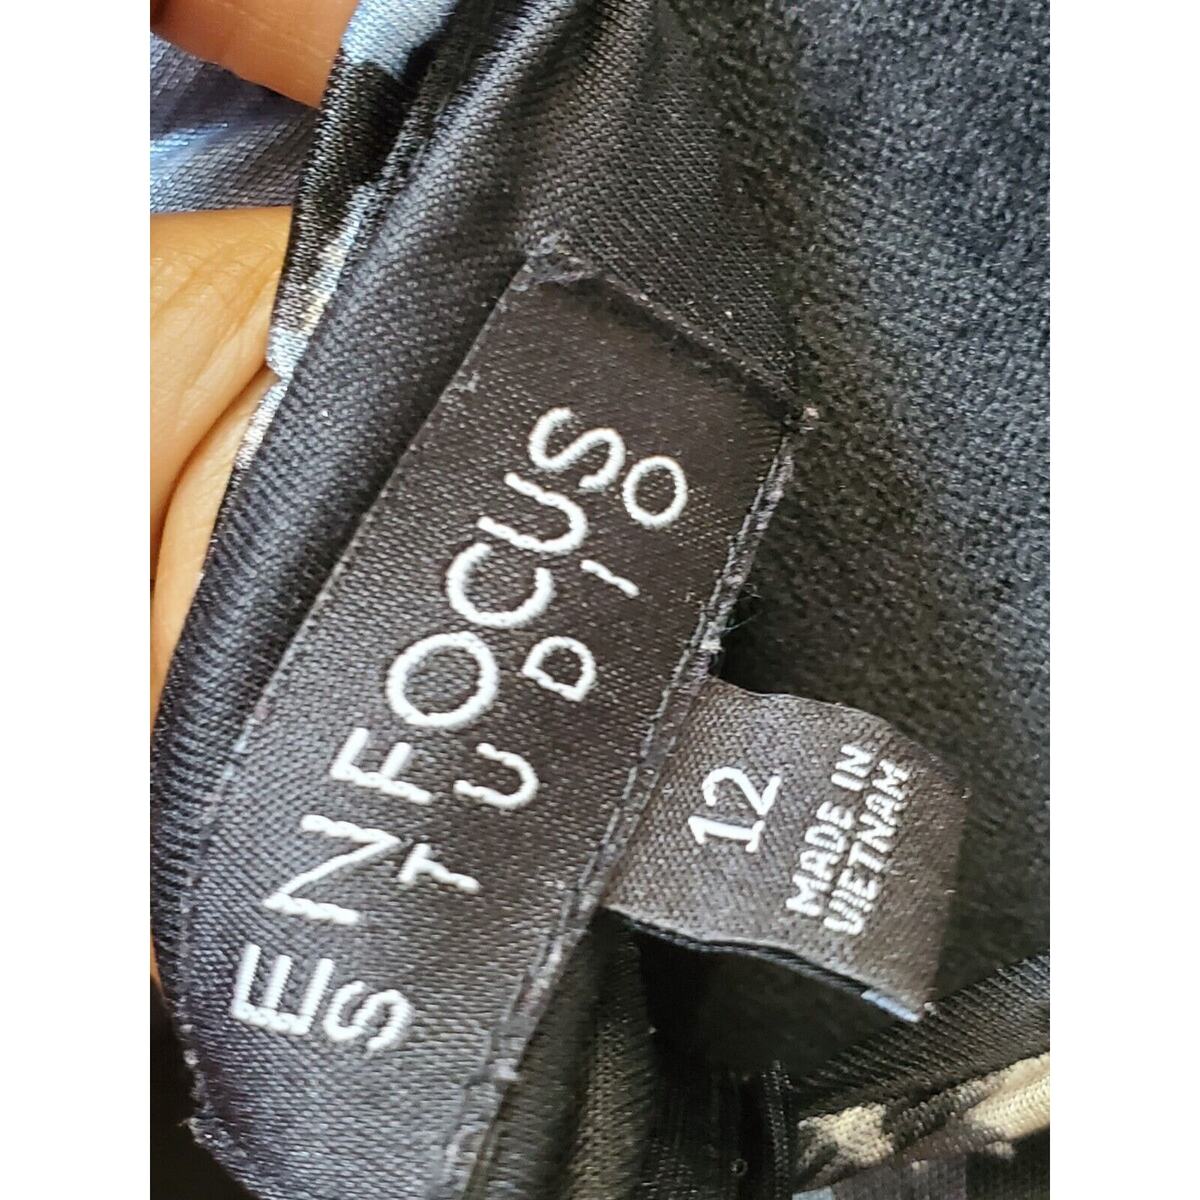 ENFOCUS
STUDIO
12
MADE IN
VIETNAM